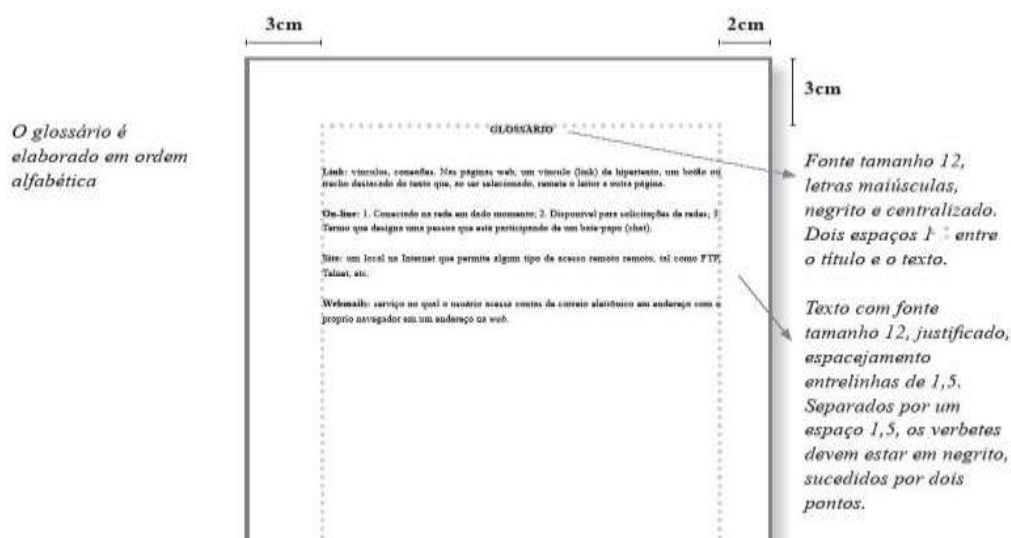 3cm
2cm
3cm
O glossário é
elaborado em ordem
alfabética
GLOSSÁRIO
Link: vínculos, conexões. Nas páginas web, um vínculo (link) de hipertexto, um botão ou
trecho destacado do texto que, ao ser selecionado, remete o leitor a outra página.
On-line: 1. Conectado na rede em dado momento; 2. Disponível para solicitações de redes; 3.
Termo que designa uma pessoa que está participando de um bate-papo (chat).
Site: um local na Internet que permite algum tipo de acesso remoto remoto, tal como FTP,
Telnet, etc.
Webmails: serviço no qual o usuário acessa contas de correio eletrônico em endereço com o
proprio navegador em um endereço na web.
Fonte tamanho 12,
letras maiúsculas,
negrito e centralizado.
Dois espaços entre
o título e o texto.
Texto com fonte
tamanho 12, justificado,
espacejamento
entrelinhas de 1,5.
Separados por um
espaço 1,5, os verbetes
devem estar em negrito,
sucedidos por dois
pontos.